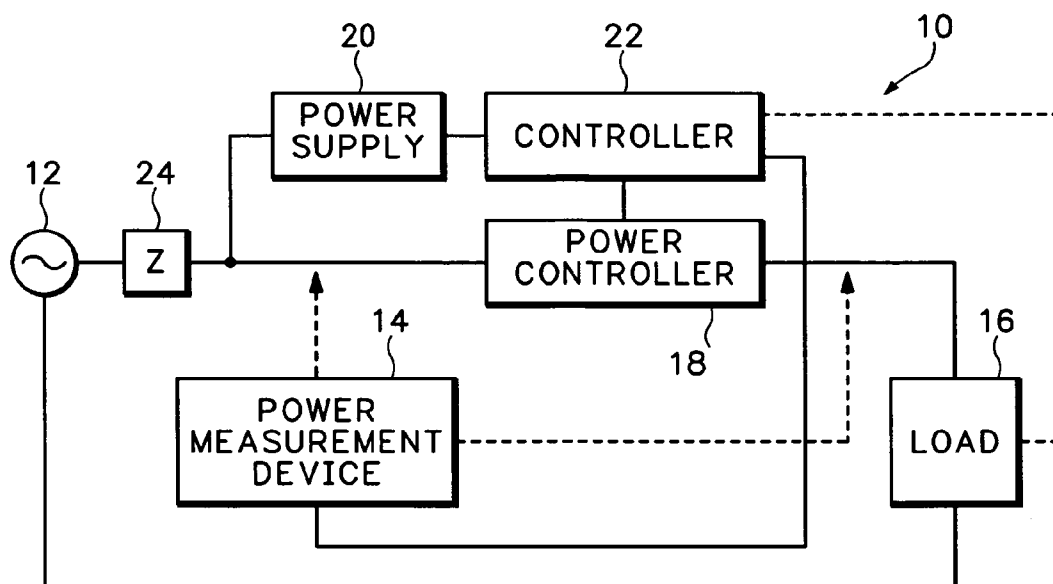 20
22
10
POWER
SUPPLY
CONTROLLER
12
24
Z
POWER
CONTROLLER
14
18
16
POWER
MEASUREMENT
DEVICE
LOAD